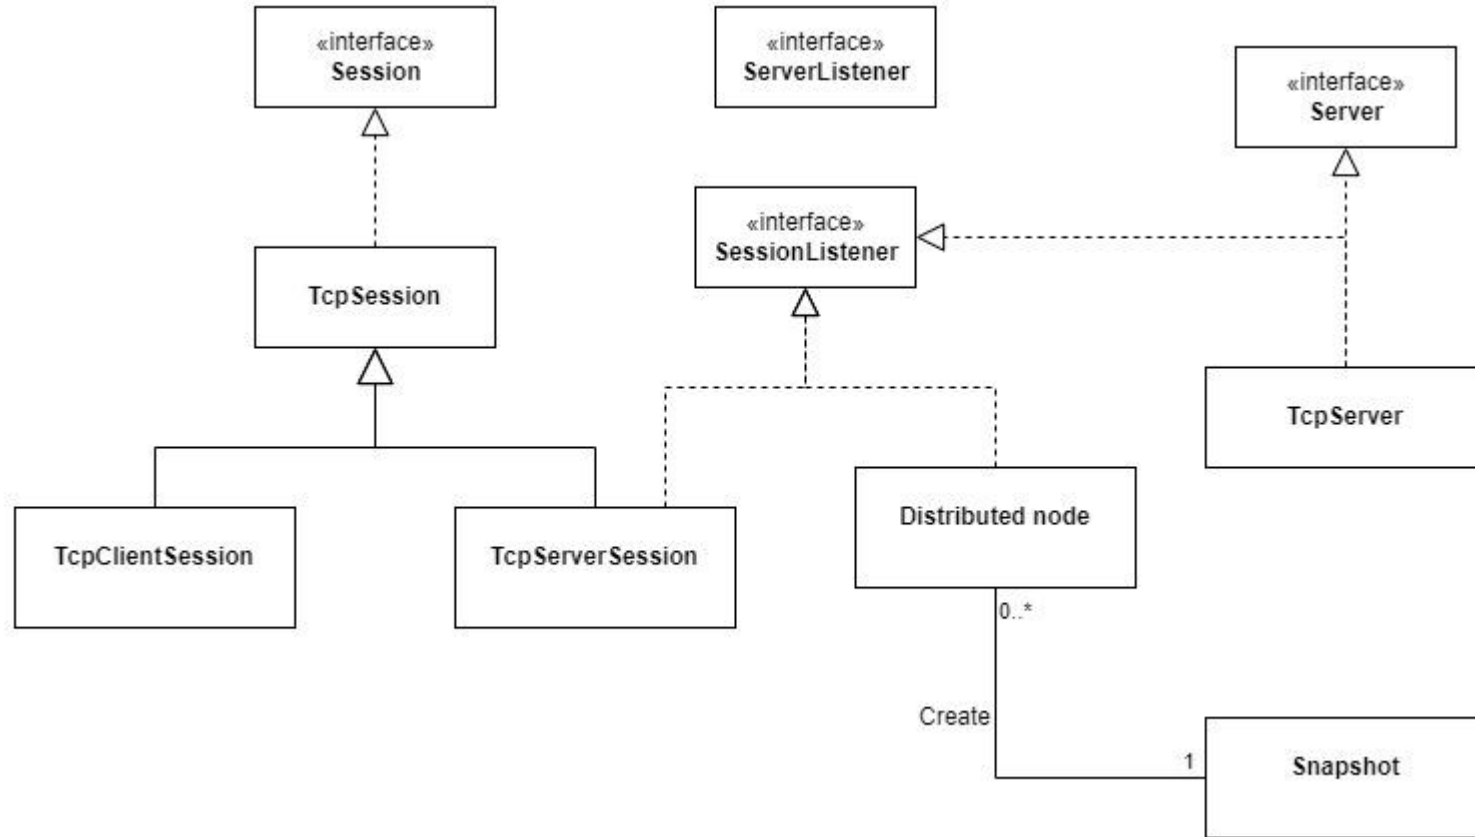 «interface»
Session
«interface»
ServerListener
«interface»
Server
«interface»
SessionListener
TcpSession
TcpServer
Distributed node
TcpClientSession
TcpServerSession
0..*
Create
1
Snapshot